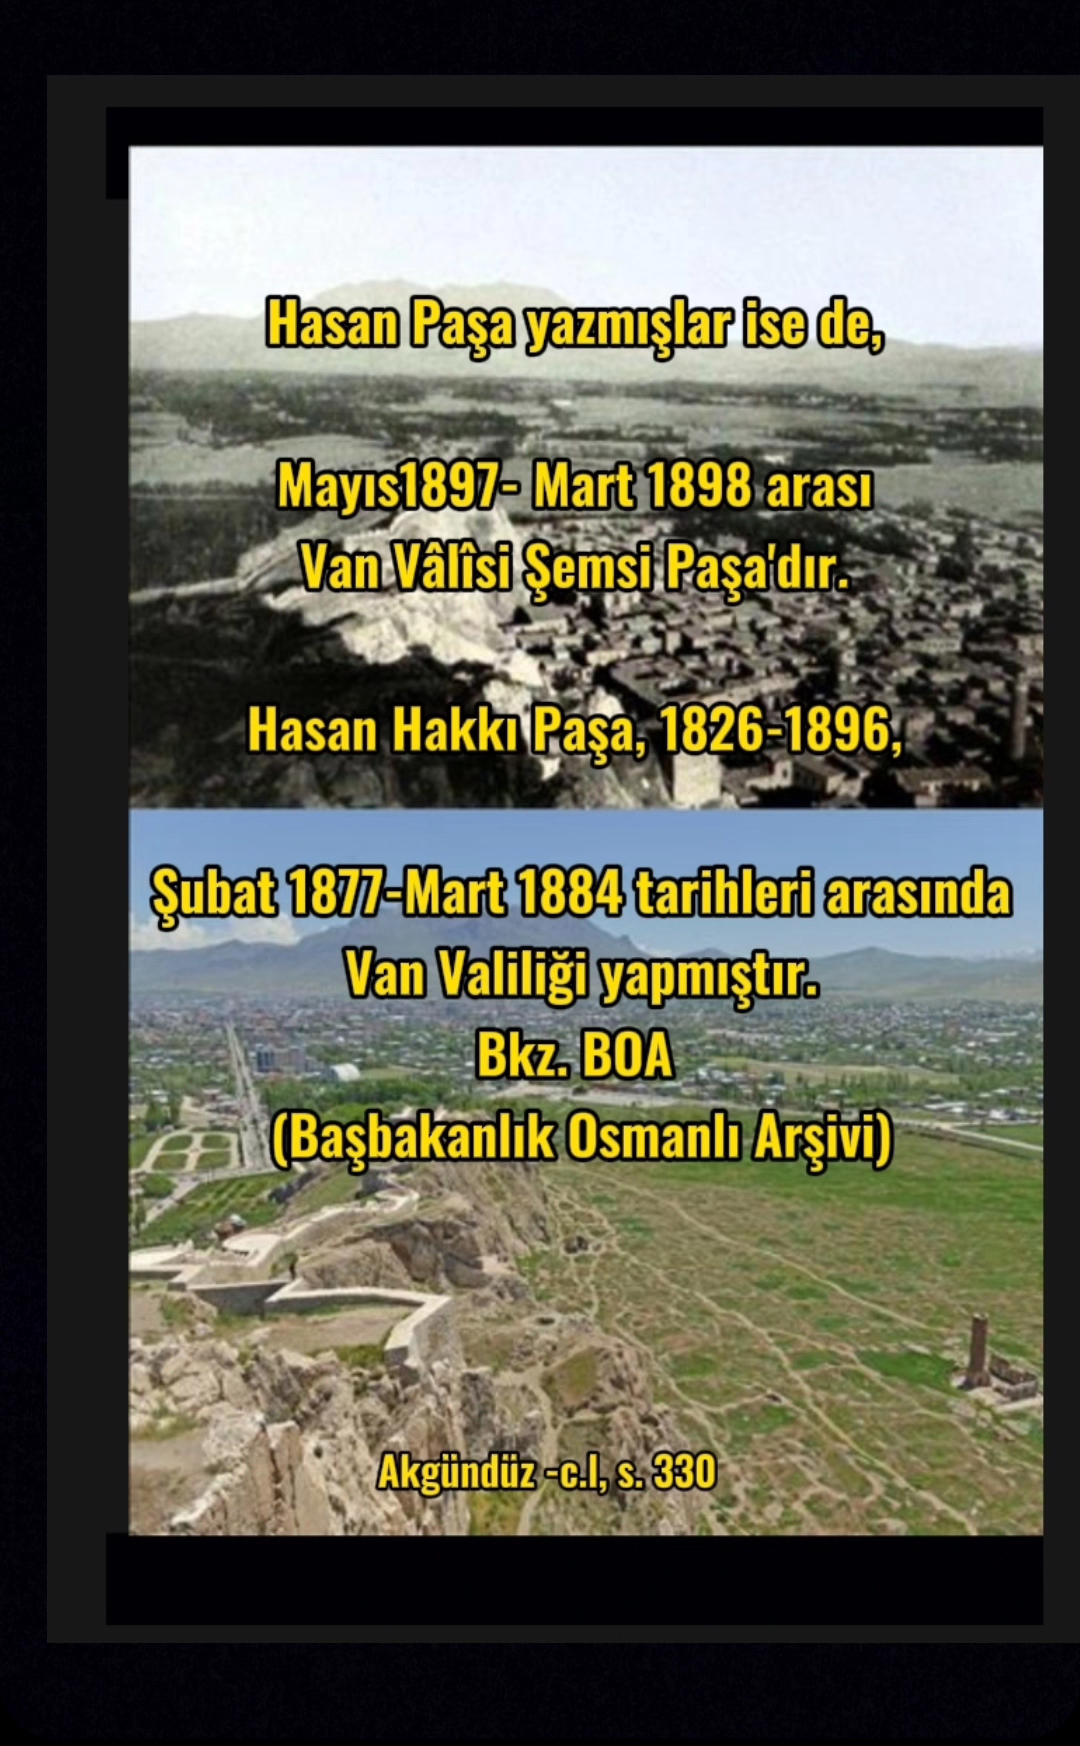 Hasan Paşa yazmışlar ise de,
Mayıs1897- Mart 1898 arası
Van Vâlîsi Şemsi Paşa'dır.
Hasan Hakkı Paşa, 1826-1896,
Şubat 1877-Mart 1884 tarihleri arasında
Van Valiliği yapmıştır.
Bkz. BOA
(Başbakanlık Osmanlı Arşivi)
Akgündüz -c.I, s. 330